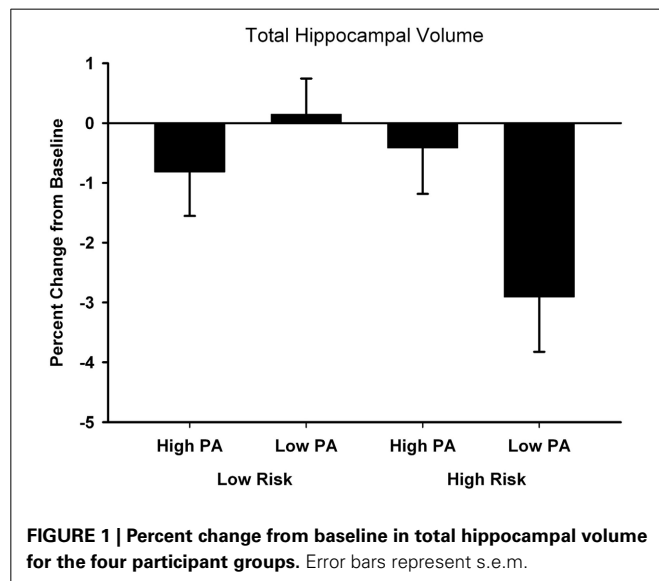 Total Hippocampal Volume
1
0
-1
-2
-3
-4
-5
Percent Change from Baseline
High PA Low PA High PA Low PA
Low Risk High Risk
FIGURE 1 | Percent change from baseline in total hippocampal volume
for the four participant groups. Error bars represent s.e.m.